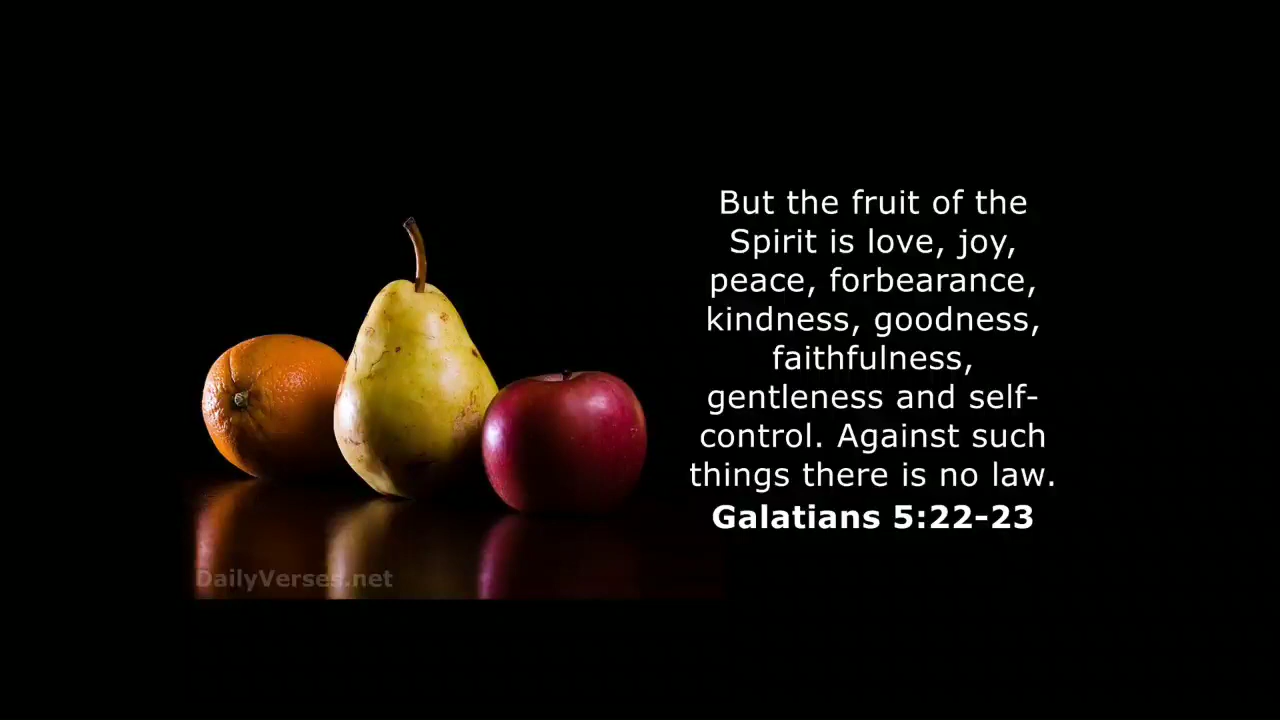 But the fruit of the
Spirit is love, joy,
peace, forbearance,
kindness, goodness,
faithfulness,
gentleness and self-
control. Against such
things there is no law.
Galatians 5:22-23
DailyVerses.net